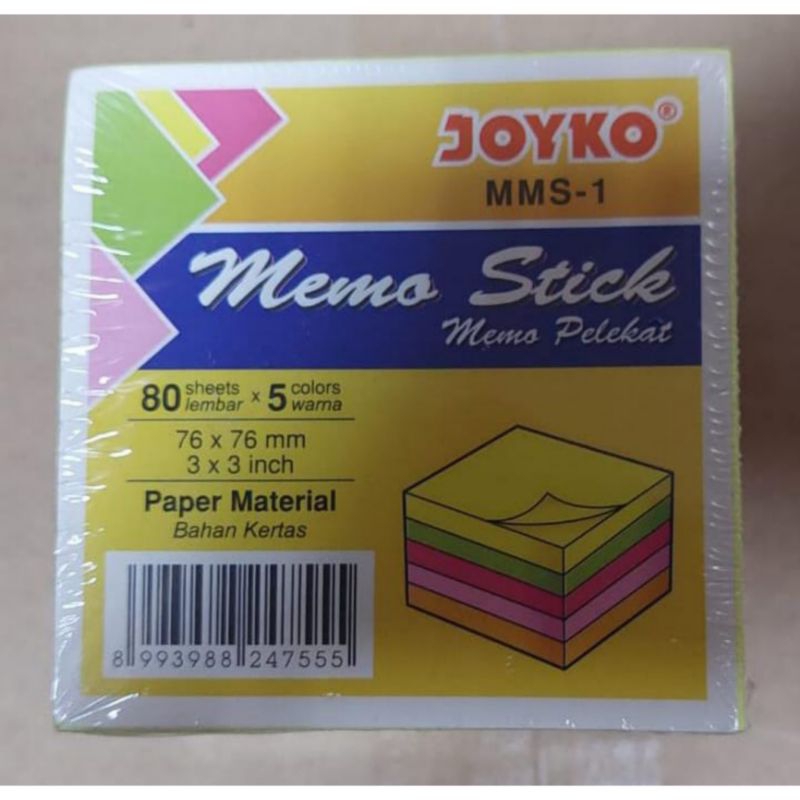 JOYKO®
MMS-1
Memo Stick
Memo Pelekat
80 sheets lembar x 5 colors warna
76 x 76 mm
3 x 3 inch
Paper Material
Bahan Kertas
8 993988 247555